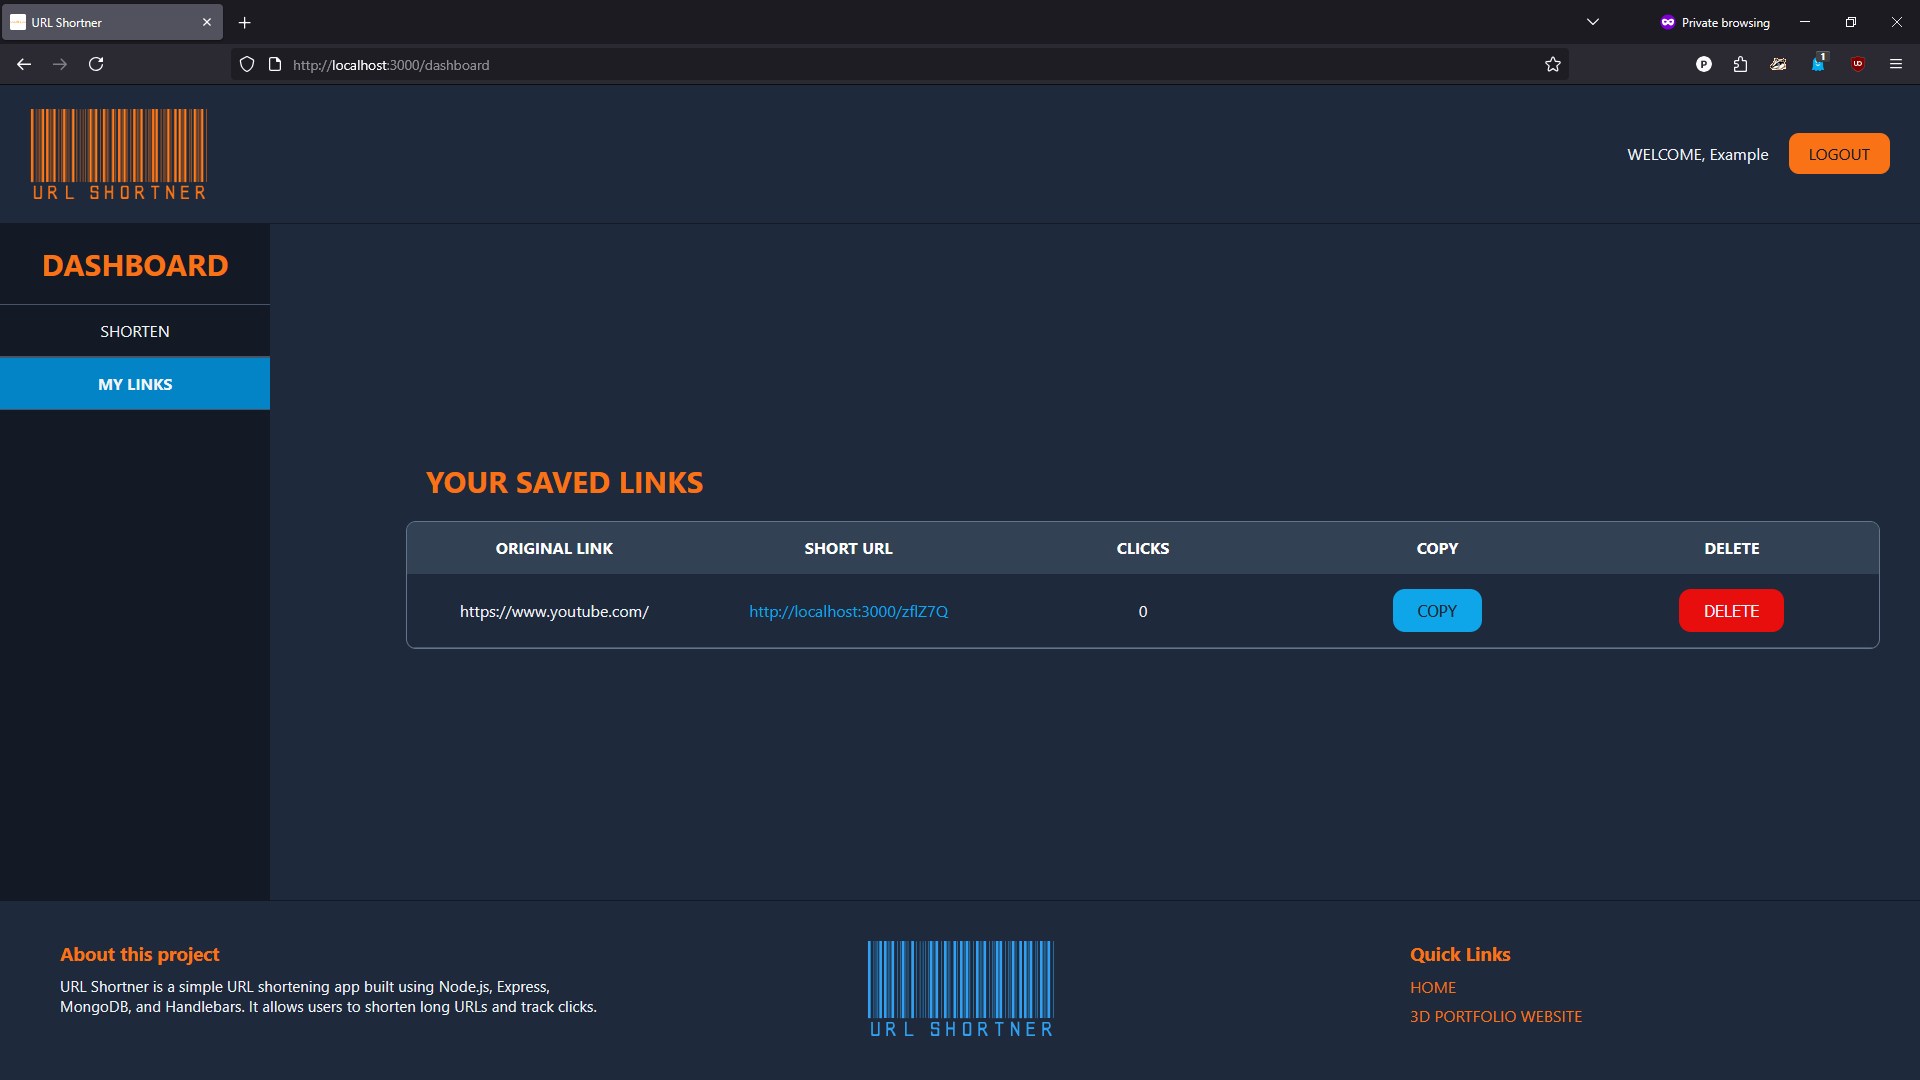 URL Shortner
Private browsing
http://localhost:3000/dashboard
1
URL SHORTNER
WELCOME, Example
LOGOUT
DASHBOARD
SHORTEN
MY LINKS
YOUR SAVED LINKS
ORIGINAL LINK SHORT URL CLICKS COPY DELETE
https://www.youtube.com/ http://localhost:3000/zflZ7Q 0 COPY DELETE
About this project
URL Shortner is a simple URL shortening app built using Node.js, Express,
MongoDB, and Handlebars. It allows users to shorten long URLs and track clicks.
URL SHORTNER
Quick Links
HOME
3D PORTFOLIO WEBSITE